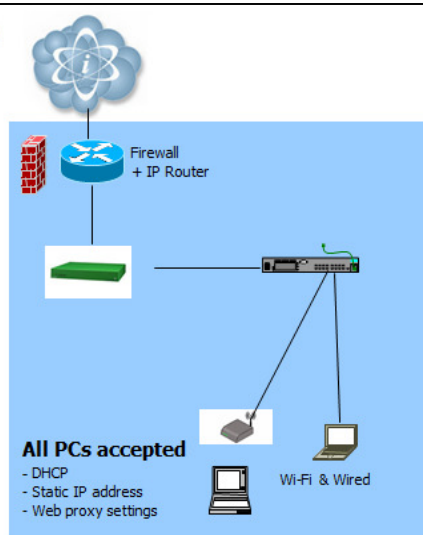 i
Firewall
+ IP Router
All PCs accepted
- DHCP
- Static IP address
- Web proxy settings
Wi-Fi & Wired